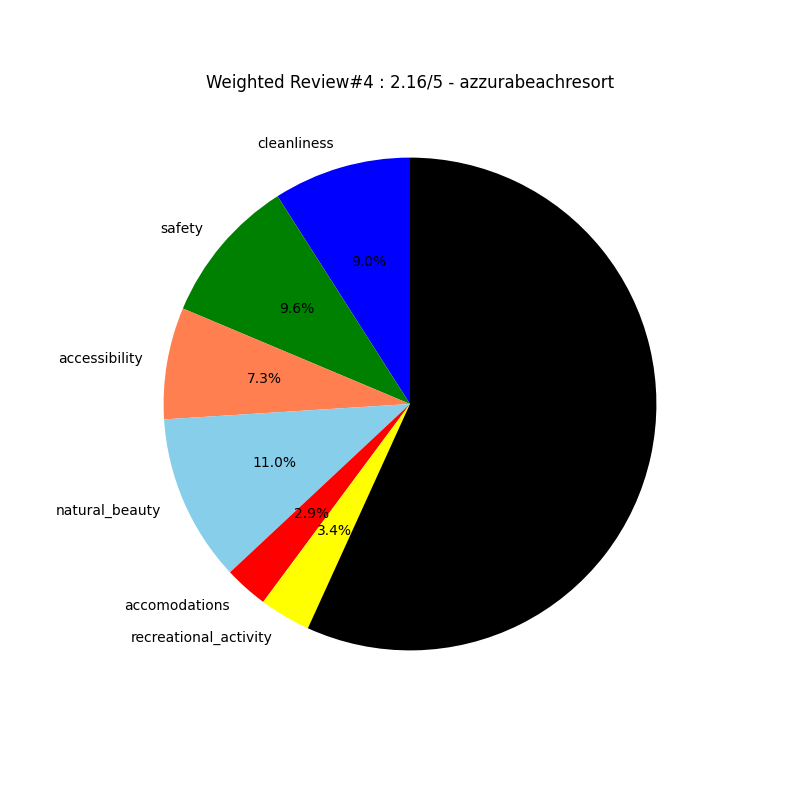 Weighted Review#4 : 2.16/5 - azzurabeachresort
cleanliness
safety
9.0%
9.6%
accessibility
7.3%
11.0%
natural_beauty
2.9%
3.4%
accomodations
recreational_activity